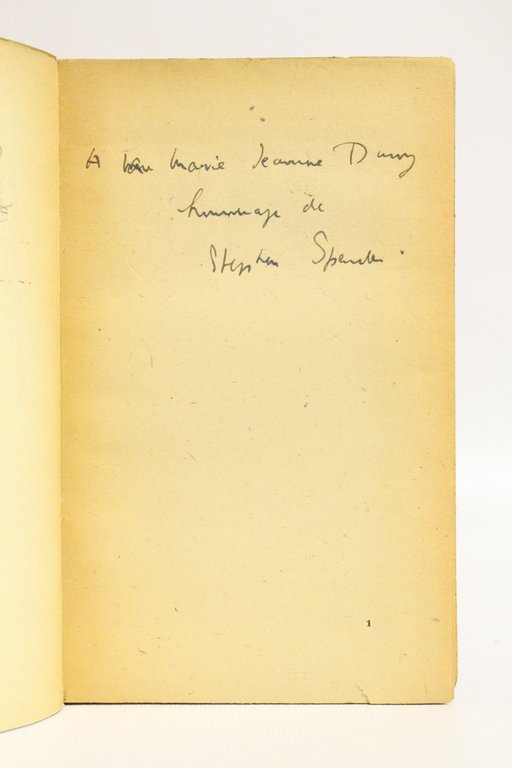 A Marie Jeanne Durry
hommage de
Stephen Spender.
1